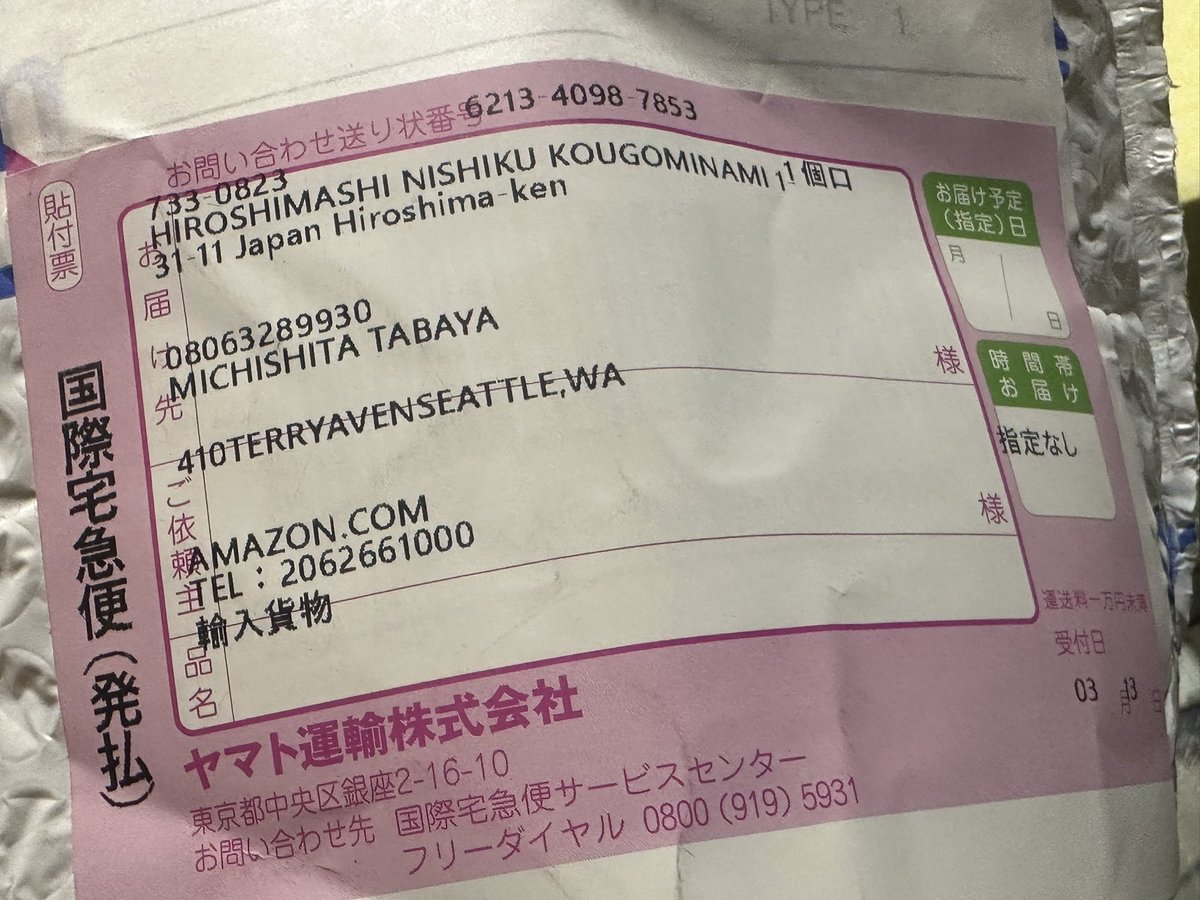 TYPE 1
お問い合わせ送り状番号 6213-4098-7853
貼付票
国際宅急便（発払）
お届け先
733-0823
HIROSHIMASHI NISHIKU KOUGOMINAMI 1-
1個口
31-11 Japan Hiroshima-ken
08063289930
MICHISHITA TABAYA
様
ご依頼主
410TERRYAVENSEATTLE,WA
AMAZON.COM
様
TEL：2062661000
品名
輸入貨物
お届け予定
（指定）日
月
日
時間帯
お届け
指定なし
運送料一万円未満
受付日
03月13日
ヤマト運輸株式会社
東京都中央区銀座2-16-10
お問い合わせ先 国際宅急便サービスセンター
フリーダイヤル 0800（919）5931